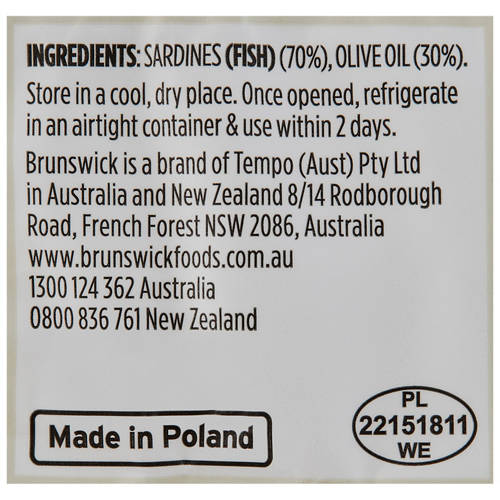 INGREDIENTS: SARDINES (FISH) (70%), OLIVE OIL (30%).
Store in a cool, dry place. Once opened, refrigerate
in an airtight container & use within 2 days.
Brunswick is a brand of Tempo (Aust) Pty Ltd
in Australia and New Zealand 8/14 Rodborough
Road, French Forest NSW 2086, Australia
www.brunswickfoods.com.au
1300 124 362 Australia
0800 836 761 New Zealand
Made in Poland
PL
22151811
WE